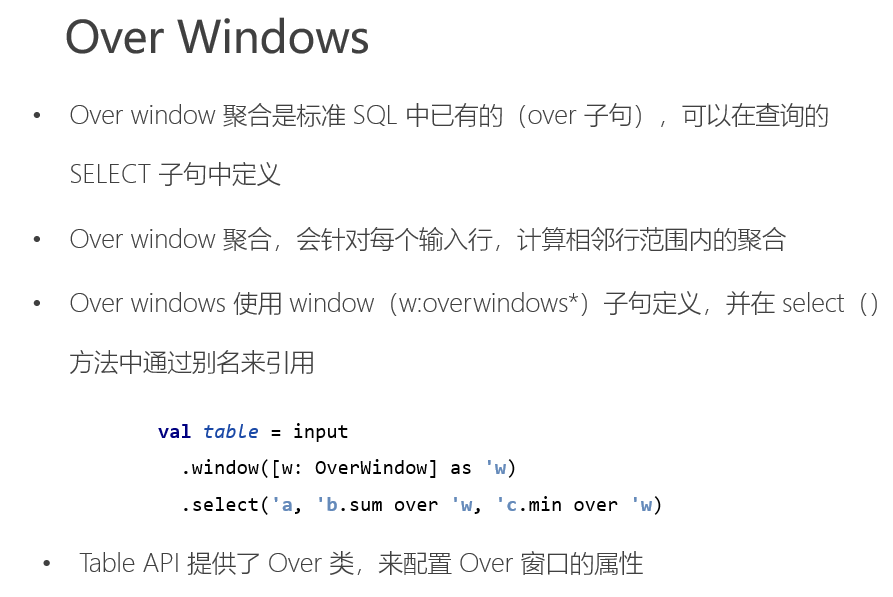 Over Windows
• Over window 聚合是标准 SQL 中已有的（over 子句），可以在查询的
SELECT 子句中定义
• Over window 聚合，会针对每个输入行，计算相邻行范围内的聚合
• Over windows 使用 window（w:overwindows*）子句定义，并在 select（）
方法中通过别名来引用
val table = input
.window([w: OverWindow] as 'w)
.select('a, 'b.sum over 'w, 'c.min over 'w)
• Table API 提供了 Over 类，来配置 Over 窗口的属性